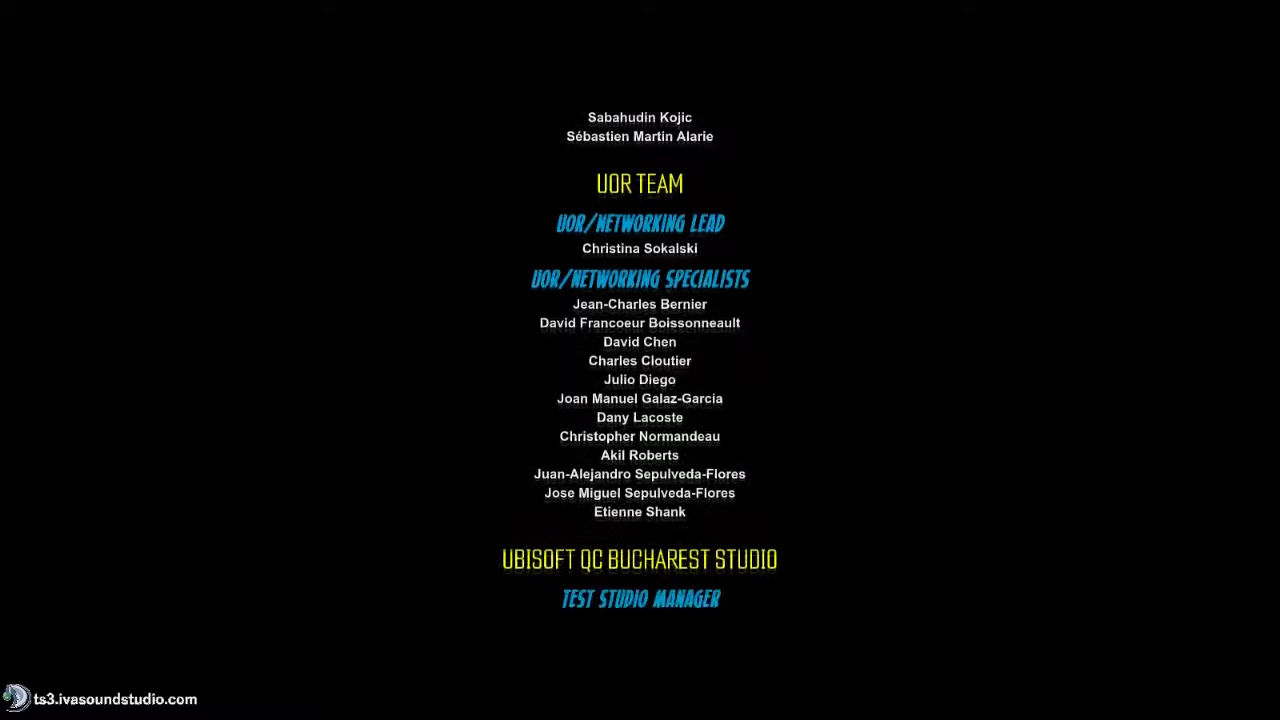 Sabahudin Kojic
Sébastien Martin Alarie
UOR TEAM
UOR/NETWORKING LEAD
Christina Sokalski
UOR/NETWORKING SPECIALISTS
Jean-Charles Bernier
David Francoeur Boissonneault
David Chen
Charles Cloutier
Julio Diego
Joan Manuel Galaz-Garcia
Dany Lacoste
Christopher Normandeau
Akil Roberts
Juan-Alejandro Sepulveda-Flores
Jose Miguel Sepulveda-Flores
Etienne Shank
UBISOFT QC BUCHAREST STUDIO
TEST STUDIO MANAGER
ts3.ivasoundstudio.com